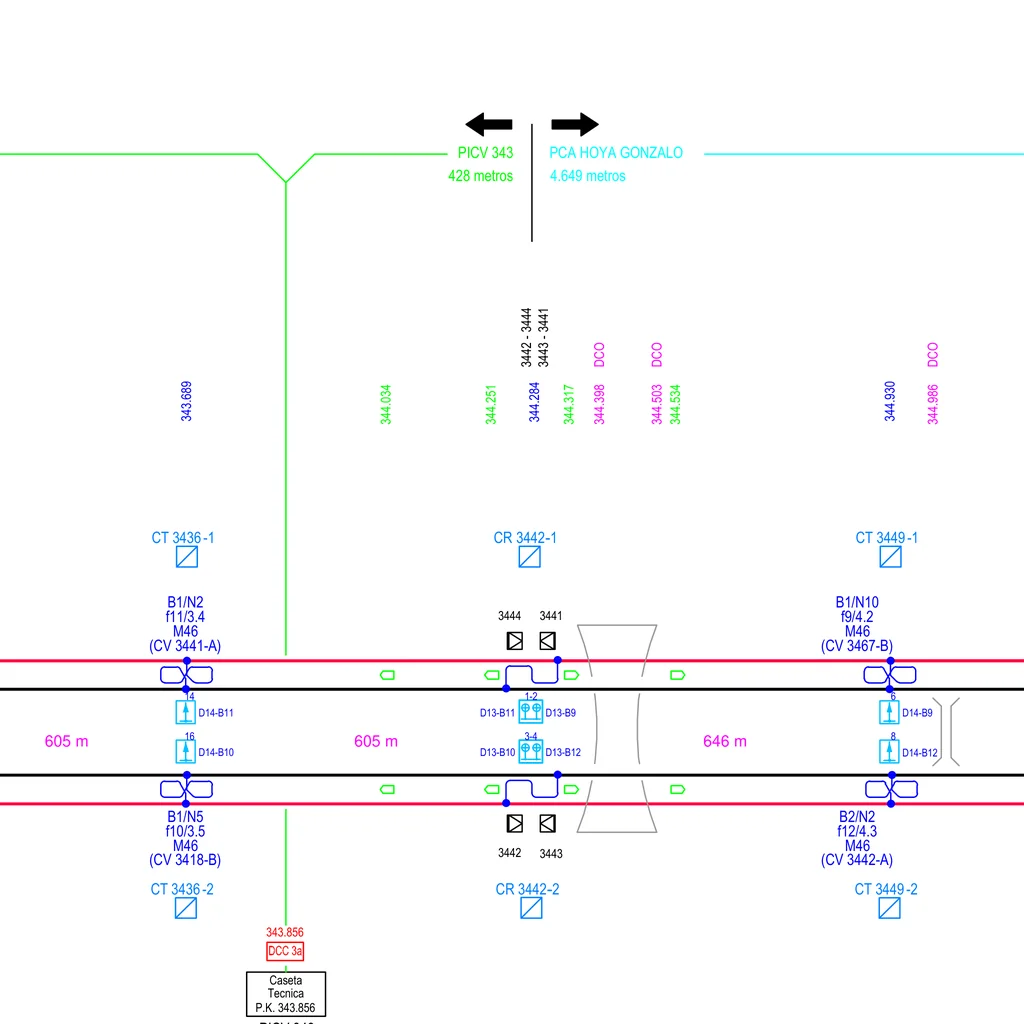 PICV 343
428 metros
PCA HOYA GONZALO
4.649 metros
3442 - 3444
3443 - 3441
DCO
DCO
DCO
343.689
344.034
344.251
344.284
344.317
344.398
344.503
344.534
344.930
344.986
CT 3436-1
CR 3442-1
CT 3449-1
B1/N2
f11/3.4
M46
(CV 3441-A)
3444
3441
B1/N10
f9/4.2
M46
(CV 3467-B)
14
D14-B11
1-2
D13-B11
D13-B9
6
D14-B9
605 m
605 m
646 m
16
D14-B10
3-4
D13-B10
D13-B12
8
D14-B12
B1/N5
f10/3.5
M46
(CV 3418-B)
3442
3443
B2/N2
f12/4.3
M46
(CV 3442-A)
CT 3436-2
CR 3442-2
CT 3449-2
343.856
DCC 3a
Caseta
Tecnica
P.K. 343.856